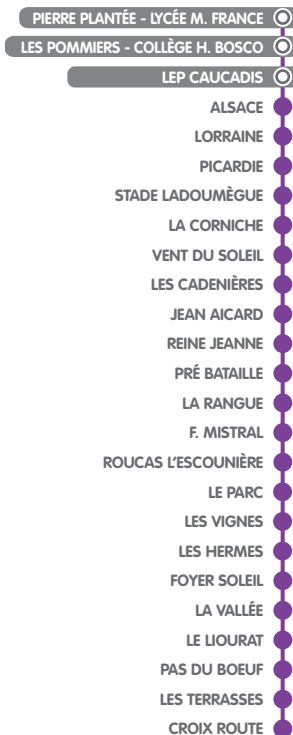 PIERRE PLANTÉE - LYCÉE M. FRANCE
LES POMMIERS - COLLÈGE H. BOSCO
LEP CAUCADIS
ALSACE
LORRAINE
PICARDIE
STADE LADOUMÈGUE
LA CORNICHE
VENT DU SOLEIL
LES CADENIÈRES
JEAN AICARD
REINE JEANNE
PRÉ BATAILLE
LA RANGUE
F. MISTRAL
ROUCAS L'ESCOUNIÈRE
LE PARC
LES VIGNES
LES HERMES
FOYER SOLEIL
LA VALLÉE
LE LIOURAT
PAS DU BOEUF
LES TERRASSES
CROIX ROUTE